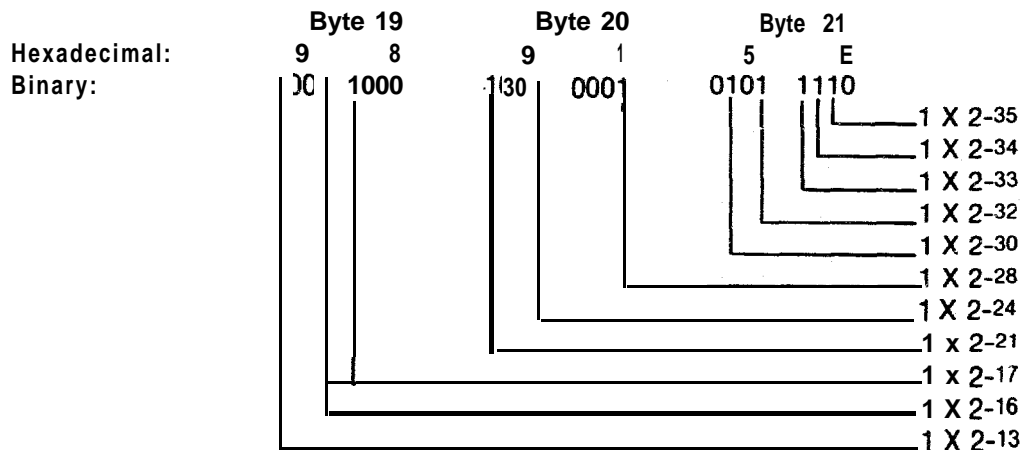 Byte 19 Byte 20 Byte 21
Hexadecimal: 9 8 9 1 5 E
Binary: 1000 0001 0101 1110
1 X 2-35
1 X 2-34
1 X 2-33
1 X 2-32
1 X 2-30
1 X 2-28
1 X 2-24
1 x 2-21
1 x 2-17
1 X 2-16
1 X 2-13